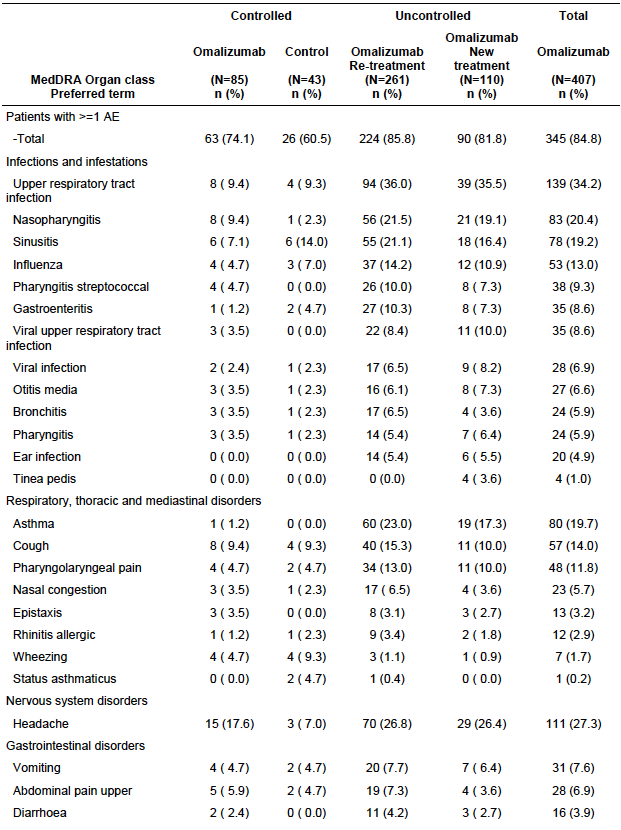 Controlled Uncontrolled Total
Omalizumab Control Omalizumab Re-treatment Omalizumab New treatment Omalizumab
MedDRA Organ class (N=85) (N=43) (N=261) (N=110) (N=407)
Preferred term n (%) n (%) n (%) n (%) n (%)
Patients with >=1 AE
-Total 63 (74.1) 26 (60.5) 224 (85.8) 90 (81.8) 345 (84.8)
Infections and infestations
Upper respiratory tract 8 ( 9.4) 4 ( 9.3) 94 (36.0) 39 (35.5) 139 (34.2)
infection
Nasopharyngitis 8 ( 9.4) 1 ( 2.3) 56 (21.5) 21 (19.1) 83 (20.4)
Sinusitis 6 ( 7.1) 6 (14.0) 55 (21.1) 18 (16.4) 78 (19.2)
Influenza 4 ( 4.7) 3 ( 7.0) 37 (14.2) 12 (10.9) 53 (13.0)
Pharyngitis streptococcal 4 ( 4.7) 0 ( 0.0) 26 (10.0) 8 ( 7.3) 38 ( 9.3)
Gastroenteritis 1 ( 1.2) 2 ( 4.7) 27 (10.3) 8 ( 7.3) 35 ( 8.6)
Viral upper respiratory tract 3 ( 3.5) 0 ( 0.0) 22 (8.4) 11 (10.0) 35 ( 8.6)
infection
Viral infection 2 ( 2.4) 1 ( 2.3) 17 (6.5) 9 ( 8.2) 28 ( 6.9)
Otitis media 3 ( 3.5) 1 ( 2.3) 16 (6.1) 8 ( 7.3) 27 ( 6.6)
Bronchitis 3 ( 3.5) 1 ( 2.3) 17 (6.5) 4 ( 3.6) 24 ( 5.9)
Pharyngitis 3 ( 3.5) 1 ( 2.3) 14 (5.4) 7 ( 6.4) 24 ( 5.9)
Ear infection 0 ( 0.0) 0 ( 0.0) 14 (5.4) 6 ( 5.5) 20 ( 4.9)
Tinea pedis 0 ( 0.0) 0 ( 0.0) 0 (0.0) 4 ( 3.6) 4 (1.0)
Respiratory, thoracic and mediastinal disorders
Asthma 1 ( 1.2) 0 ( 0.0) 60 (23.0) 19 (17.3) 80 (19.7)
Cough 8 ( 9.4) 4 ( 9.3) 40 (15.3) 11 (10.0) 57 (14.0)
Pharyngolaryngeal pain 4 ( 4.7) 2 ( 4.7) 34 (13.0) 11 (10.0) 48 (11.8)
Nasal congestion 3 ( 3.5) 1 ( 2.3) 17 ( 6.5) 4 ( 3.6) 23 (5.7)
Epistaxis 3 ( 3.5) 0 ( 0.0) 8 (3.1) 3 ( 2.7) 13 (3.2)
Rhinitis allergic 1 ( 1.2) 1 ( 2.3) 9 (3.4) 2 ( 1.8) 12 (2.9)
Wheezing 4 ( 4.7) 4 ( 9.3) 3 (1.1) 1 ( 0.9) 7 (1.7)
Status asthmaticus 0 ( 0.0) 2 ( 4.7) 1 (0.4) 0 ( 0.0) 1 (0.2)
Nervous system disorders
Headache 15 (17.6) 3 ( 7.0) 70 (26.8) 29 (26.4) 111 (27.3)
Gastrointestinal disorders
Vomiting 4 ( 4.7) 2 ( 4.7) 20 (7.7) 7 ( 6.4) 31 (7.6)
Abdominal pain upper 5 ( 5.9) 2 ( 4.7) 19 (7.3) 4 ( 3.6) 28 (6.9)
Diarrhoea 2 ( 2.4) 0 ( 0.0) 11 (4.2) 3 ( 2.7) 16 (3.9)